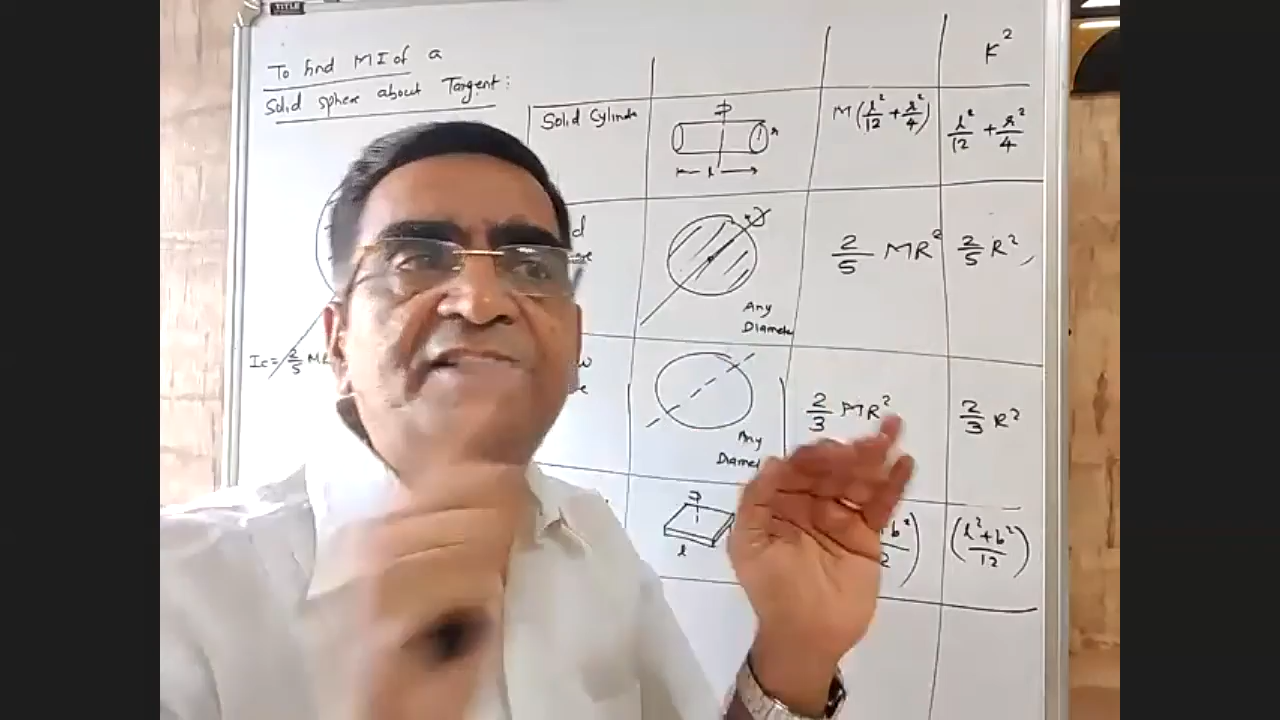 TITLE
To find MI of a
Solid sphere about Tangent:
Ic = 2/5 M
K²
Solid Cylinder
r
l
M(l²/12 + r²/4)
l²/12 + r²/4
Any
Diameter
2/5 MR²
2/5 R²,
Any
2/3 MR²
2/3 R²
l
(l²+b²/12)